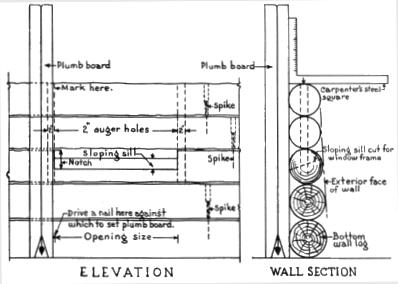 Plumb board
Mark here.
2" auger holes
2"
2"
Spike
Sloping sill
Notch
Spike
Spike
Drive a nail here against
which to set plumb board.
Opening size
ELEVATION
Plumb board
Carpenter's steel
square
Sloping sill cut for
window frame
Exterior face
of wall
Bottom
wall log
WALL SECTION